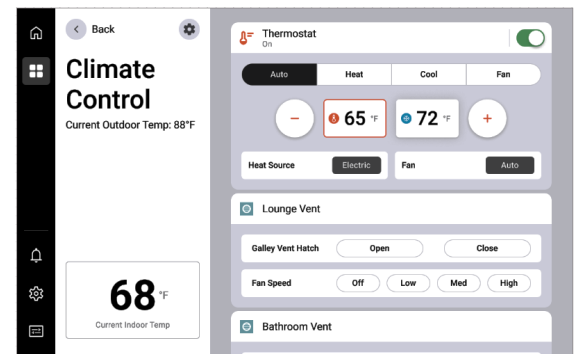 Back
Climate
Control
Current Outdoor Temp: 88°F
68 °F
Current Indoor Temp
Thermostat
On
Auto Heat Cool Fan
− 65 °F 72 °F +
Heat Source Electric Fan Auto
Lounge Vent
Galley Vent Hatch Open Close
Fan Speed Off Low Med High
Bathroom Vent